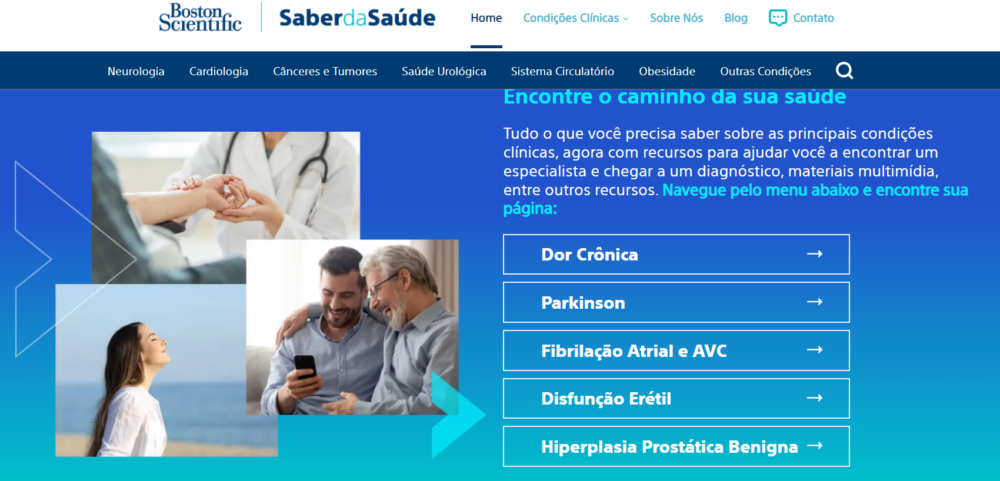 Boston
Scientific
SaberdaSaúde
Home
Condições Clínicas
Sobre Nós
Blog
Contato
Neurologia
Cardiologia
Cânceres e Tumores
Saúde Urológica
Sistema Circulatório
Obesidade
Outras Condições
Encontre o caminho da sua saúde
Tudo o que você precisa saber sobre as principais condições
clínicas, agora com recursos para ajudar você a encontrar um
especialista e chegar a um diagnóstico, materiais multimídia,
entre outros recursos. Navegue pelo menu abaixo e encontre sua
página:
Dor Crônica
Parkinson
Fibrilação Atrial e AVC
Disfunção Erétil
Hiperplasia Prostática Benigna